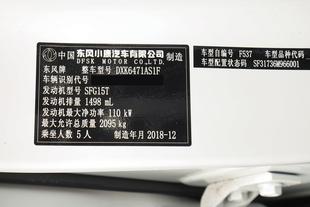 中国 东风小康汽车有限公司 制造
DFSK MOTOR CO.,LTD.
东风牌 整车型号 DXK6471AS1F
车辆识别代号
发动机型号 SFG15T
发动机排量 1498 mL
发动机最大净功率 110 kW
最大允许总质量 2095 kg
乘坐人数 5 人 制造年月 2018-12
车型自编号 F537 车型品种代码
车型配置状态码 SF31736M966001